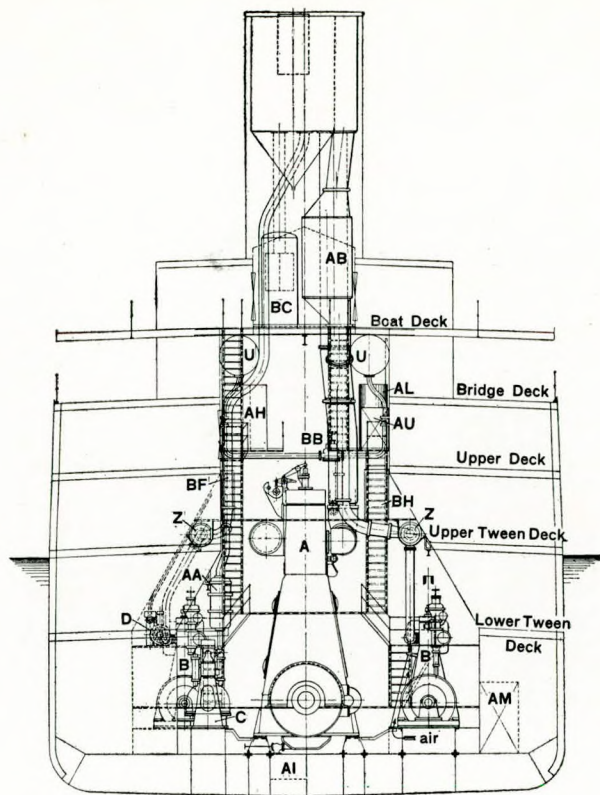 AB
BC
Boat Deck
U
U
AL
Bridge Deck
AH
AU
BB
Upper Deck
BF
BH
Z
Z
Upper Tween Deck
A
AA
D
Lower Tween
Deck
B
B
AM
C
air
AI